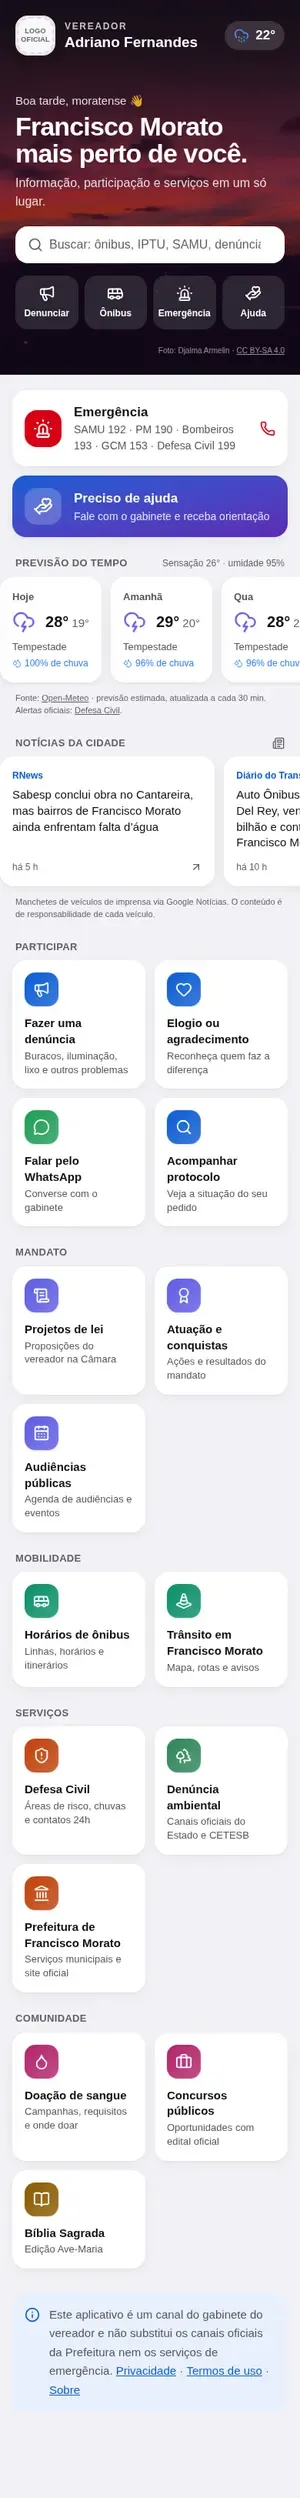 LOGO
OFICIAL
VEREADOR
Adriano Fernandes
22°
Boa tarde, moratense 👋
Francisco Morato
mais perto de você.
Informação, participação e serviços em um só
lugar.
Buscar: ônibus, IPTU, SAMU, denúncia
Denunciar
Ônibus
Emergência
Ajuda
Foto: Djalma Armelin · CC BY-SA 4.0
Emergência
SAMU 192 · PM 190 · Bombeiros
193 · GCM 153 · Defesa Civil 199
Preciso de ajuda
Fale com o gabinete e receba orientação
PREVISÃO DO TEMPO
Sensação 26° · umidade 95%
Hoje
28° 19°
Tempestade
100% de chuva
Amanhã
29° 20°
Tempestade
96% de chuva
Qua
28° 2
Tempestade
96% de chuv
Fonte: Open-Meteo · previsão estimada, atualizada a cada 30 min.
Alertas oficiais: Defesa Civil.
NOTÍCIAS DA CIDADE
RNews
Sabesp conclui obra no Cantareira,
mas bairros de Francisco Morato
ainda enfrentam falta d'água
há 5 h
Diário do Trans
Auto Ônibus
Del Rey, ven
bilhão e cont
Francisco M
há 10 h
Manchetes de veículos de imprensa via Google Notícias. O conteúdo é
de responsabilidade de cada veículo.
PARTICIPAR
Fazer uma
denúncia
Buracos, iluminação,
lixo e outros problemas
Elogio ou
agradecimento
Reconheça quem faz a
diferença
Falar pelo
WhatsApp
Converse com o
gabinete
Acompanhar
protocolo
Veja a situação do seu
pedido
MANDATO
Projetos de lei
Proposições do
vereador na Câmara
Atuação e
conquistas
Ações e resultados do
mandato
Audiências
públicas
Agenda de audiências e
eventos
MOBILIDADE
Horários de ônibus
Linhas, horários e
itinerários
Trânsito em
Francisco Morato
Mapa, rotas e avisos
SERVIÇOS
Defesa Civil
Áreas de risco, chuvas
e contatos 24h
Denúncia
ambiental
Canais oficiais do
Estado e CETESB
Prefeitura de
Francisco Morato
Serviços municipais e
site oficial
COMUNIDADE
Doação de sangue
Campanhas, requisitos
e onde doar
Concursos
públicos
Oportunidades com
edital oficial
Bíblia Sagrada
Edição Ave-Maria
Este aplicativo é um canal do gabinete do
vereador e não substitui os canais oficiais
da Prefeitura nem os serviços de
emergência. Privacidade · Termos de uso ·
Sobre